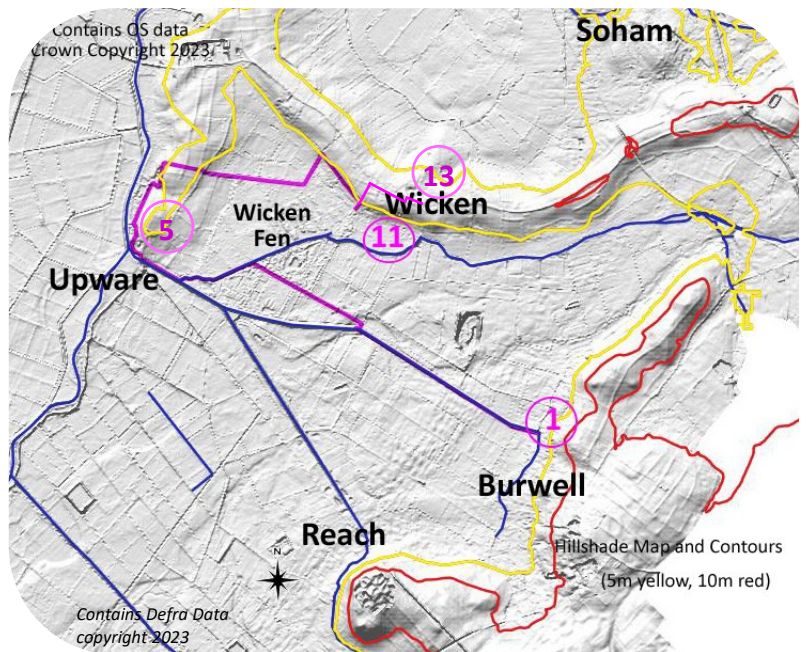 Contains OS data
Crown Copyright 2023
Soham
13
Wicken
Wicken
Fen
5
11
Upware
1
Burwell
Reach
Hillshade Map and Contours
(5m yellow, 10m red)
N
Contains Defra Data
copyright 2023